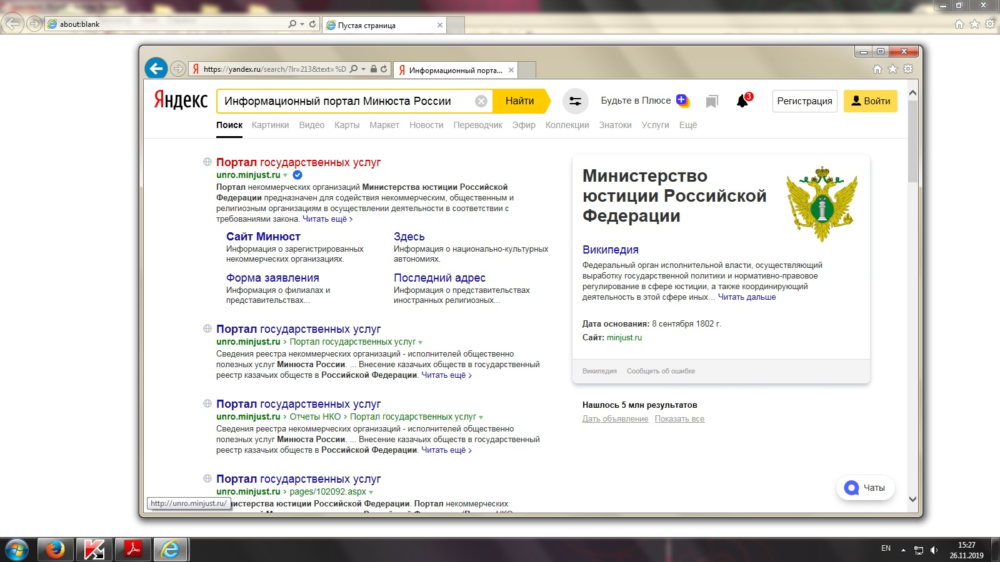 about:blank
Пустая страница
https://yandex.ru/search/?lr=213&text=%D
Информационный порта...
Яндекс
Информационный портал Минюста России
Найти
Будьте в Плюсе
3
Регистрация
Войти
Поиск Картинки Видео Карты Маркет Новости Переводчик Эфир Коллекции Знатоки Услуги Ещё
Портал государственных услуг
unro.minjust.ru
Портал некоммерческих организаций Министерства юстиции Российской
Федерации предназначен для содействия некоммерческим, общественным и
религиозным организациям в осуществлении деятельности в соответствии с
требованиями закона. Читать ещё >
Сайт Минюст
Информация о зарегистрированных
некоммерческих организациях.
Здесь
Информация о национально-культурных
автономиях.
Форма заявления
Информация о филиалах и
представительствах...
Последний адрес
Информация о представительствах
иностранных религиозных...
Портал государственных услуг
unro.minjust.ru > Портал государственных услуг
Сведения реестра некоммерческих организаций - исполнителей общественно
полезных услуг Минюста России. ... Внесение казачьих обществ в государственный
реестр казачьих обществ в Российской Федерации. Читать ещё >
Портал государственных услуг
unro.minjust.ru > Отчеты НКО > Портал государственных услуг
Сведения реестра некоммерческих организаций - исполнителей общественно
полезных услуг Минюста России. ... Внесение казачьих обществ в государственный
реестр казачьих обществ в Российской Федерации. Читать ещё >
Портал государственных услуг
unro.minjust.ru > pages/102092.aspx
юстиции Российской Федерации. Портал некоммерческих
http://unro.minjust.ru/
Министерство
юстиции Российской
Федерации
Википедия
Федеральный орган исполнительной власти, осуществляющий
выработку государственной политики и нормативно-правовое
регулирование в сфере юстиции, а также координирующий
деятельность в этой сфере иных... Читать дальше
Дата основания: 8 сентября 1802 г.
Сайт: minjust.ru
Википедия Сообщить об ошибке
Нашлось 5 млн результатов
Дать объявление Показать все
Чаты
EN
15:27
26.11.2019